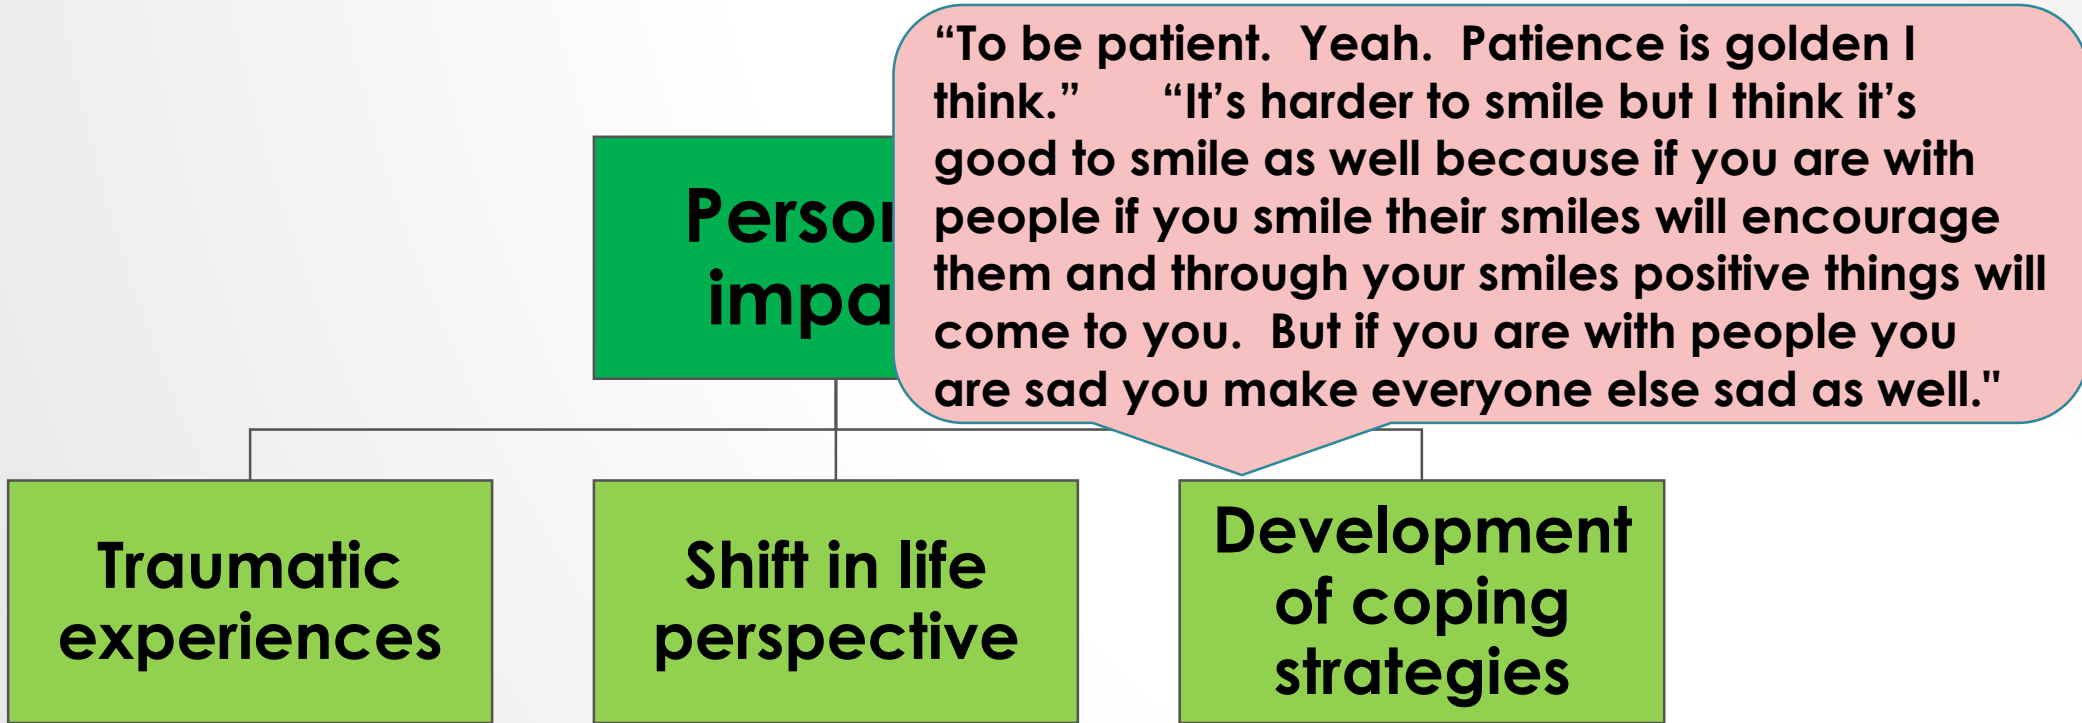 “To be patient.  Yeah.  Patience is golden I
think.”     “It’s harder to smile but I think it’s
good to smile as well because if you are with
people if you smile their smiles will encourage
them and through your smiles positive things will
come to you.  But if you are with people you
are sad you make everyone else sad as well."
Traumatic
experiences
Shift in life
perspective
Development
of coping
strategies